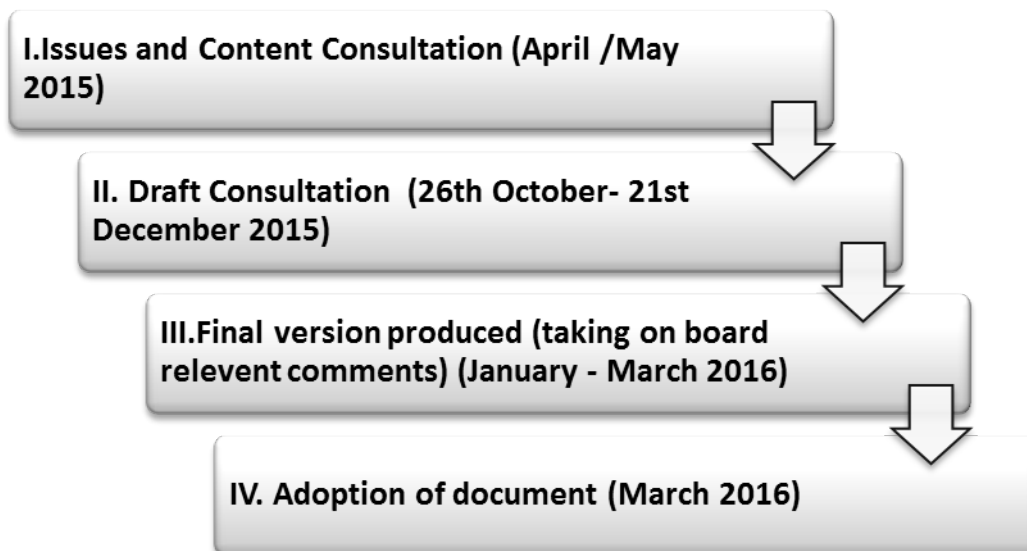 I.Issues and Content Consultation (April /May
2015)
II. Draft Consultation  (26th October- 21st
December 2015)
III.Final version produced (taking on board
relevent comments) (January - March 2016)
IV. Adoption of document (March 2016)